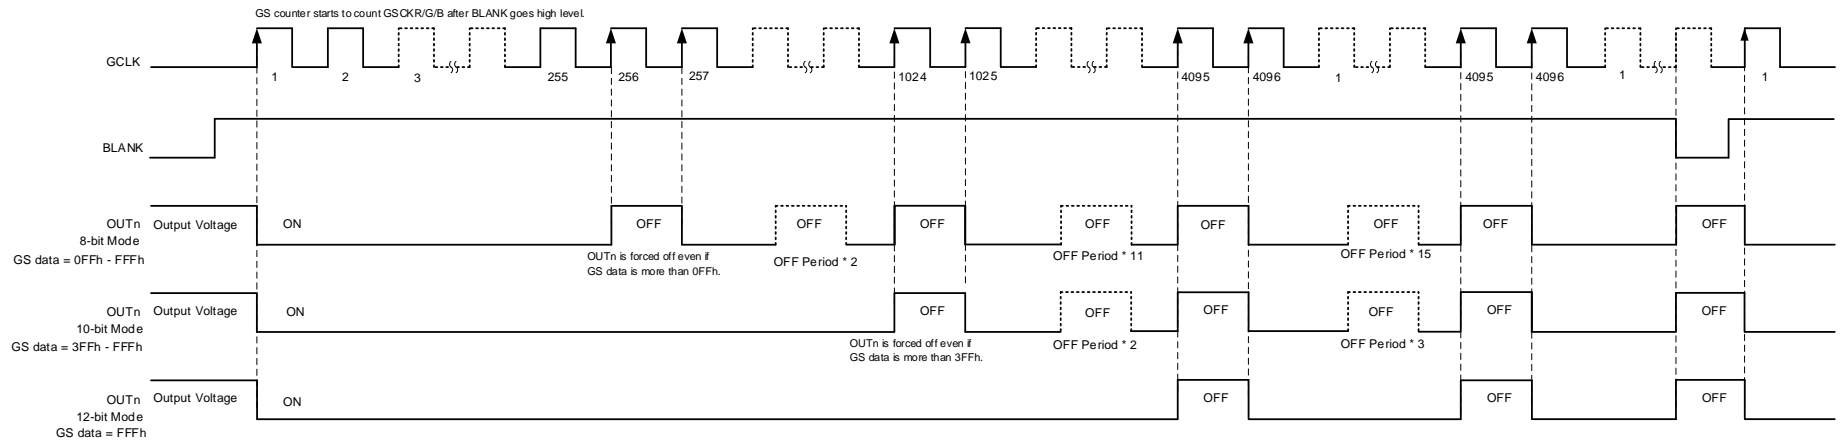 GS counter starts to count GSCKR/G/B after BLANK goes high level.
GCLK
1 2 3 255 256 257 1024 1025 4095 4096 1 4095 4096 1 1
BLANK
OUTn
8-bit Mode
GS data = 0FFh - FFFh
Output Voltage ON OFF OFF OFF OFF OFF OFF OFF OFF
OUTn is forced off even if
GS data is more than 0FFh.
OFF Period * 2 OFF Period * 11 OFF Period * 15
OUTn
10-bit Mode
GS data = 3FFh - FFFh
Output Voltage ON OFF OFF OFF OFF OFF OFF
OUTn is forced off even if
GS data is more than 3FFh.
OFF Period * 2 OFF Period * 3
OUTn
12-bit Mode
GS data = FFFh
Output Voltage ON OFF OFF OFF